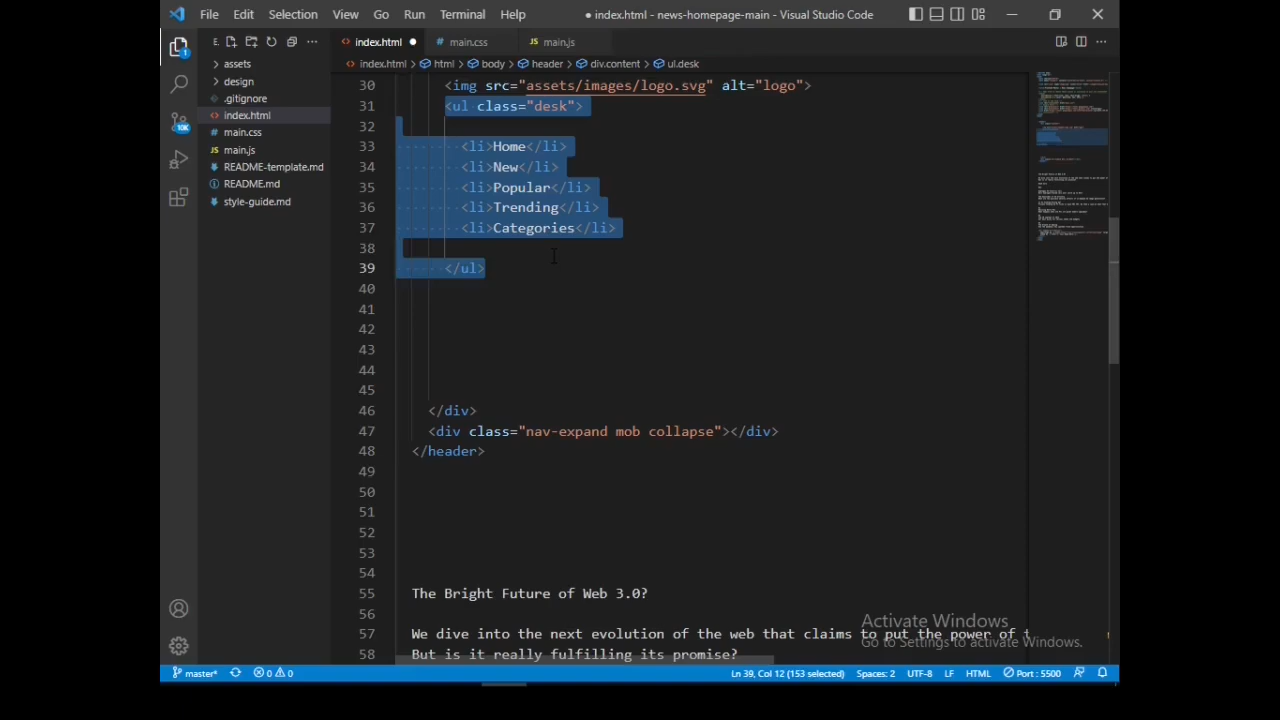 File Edit Selection View Go Run Terminal Help
● index.html - news-homepage-main - Visual Studio Code
E. ...
index.html ● main.css main.js
index.html > html > body > header > div.content > ul.desk
assets
design
.gitignore
index.html
main.css
main.js
README-template.md
README.md
style-guide.md
1
10K
30 <img src="assets/images/logo.svg" alt="logo">
31 <ul class="desk">
32
33 <li>Home</li>
34 <li>New</li>
35 <li>Popular</li>
36 <li>Trending</li>
37 <li>Categories</li>
38
39 </ul>
40
41
42
43
44
45
46 </div>
47 <div class="nav-expand mob collapse"></div>
48 </header>
49
50
51
52
53
54
55 The Bright Future of Web 3.0?
56
57 We dive into the next evolution of the web that claims to put the power of
58 But is it really fulfilling its promise?
Activate Windows
Go to Settings to activate Windows.
master* 0 0 Ln 39, Col 12 (153 selected) Spaces: 2 UTF-8 LF HTML Port : 5500